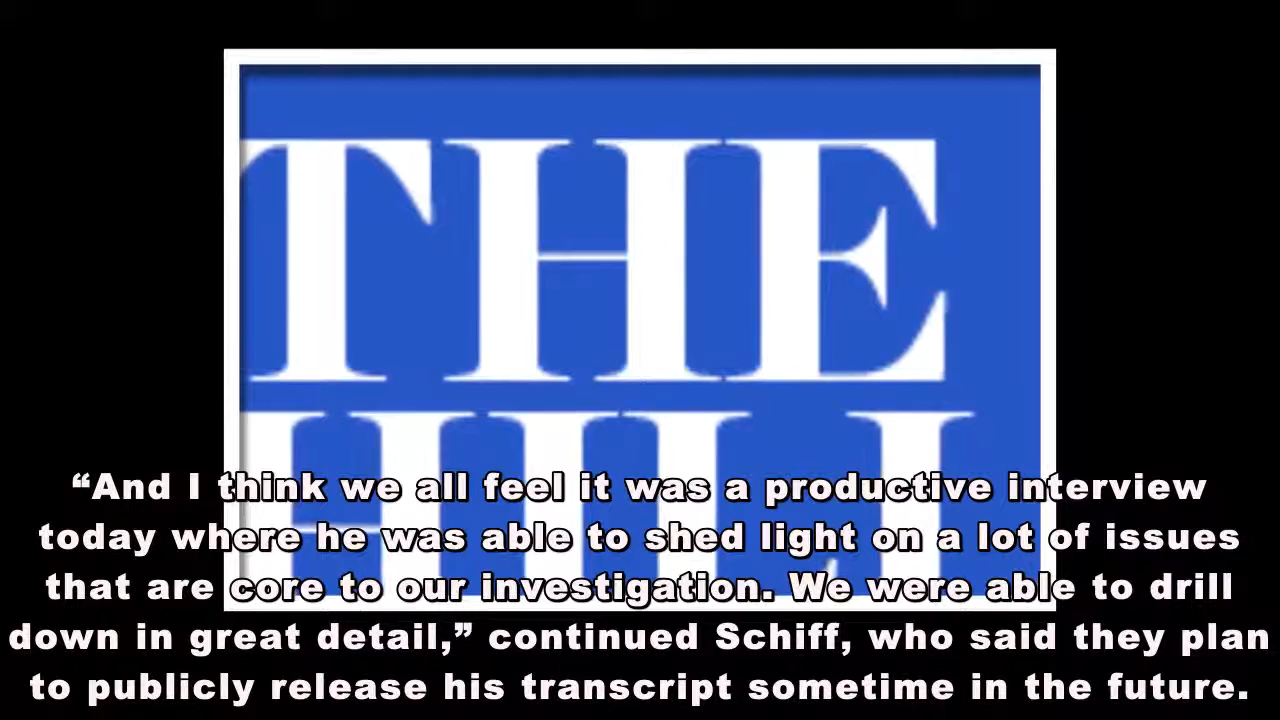 THE
HILL
“And I think we all feel it was a productive interview
today where he was able to shed light on a lot of issues
that are core to our investigation. We were able to drill
down in great detail,” continued Schiff, who said they plan
to publicly release his transcript sometime in the future.